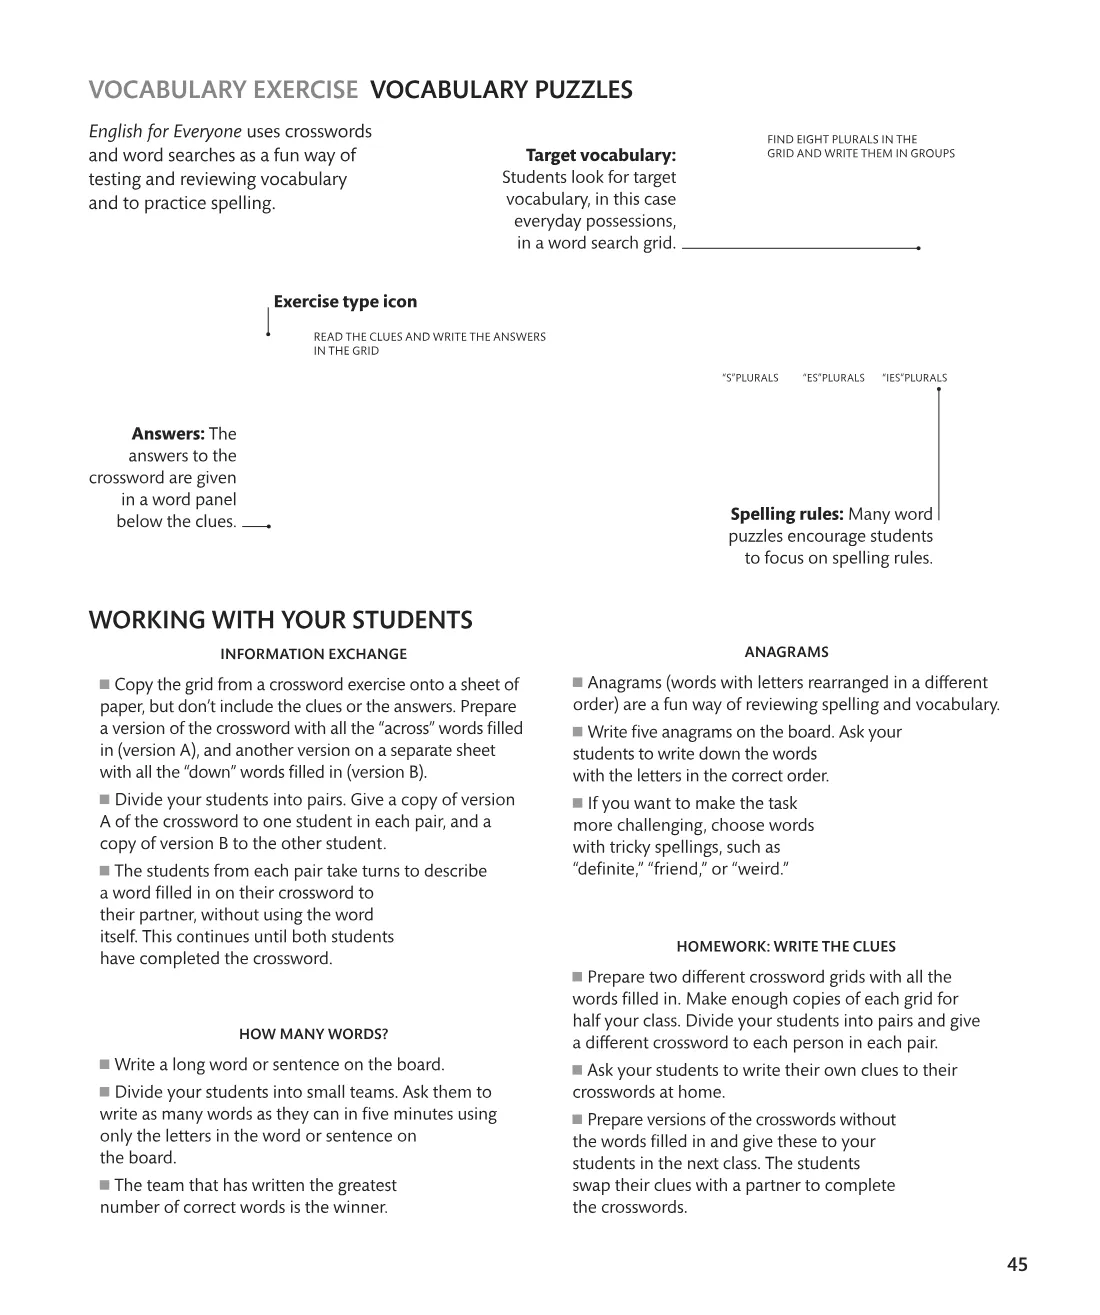 VOCABULARY EXERCISE VOCABULARY PUZZLES
English for Everyone uses crosswords
and word searches as a fun way of
testing and reviewing vocabulary
and to practice spelling.
Target vocabulary:
Students look for target
vocabulary, in this case
everyday possessions,
in a word search grid.
FIND EIGHT PLURALS IN THE
GRID AND WRITE THEM IN GROUPS
Exercise type icon
READ THE CLUES AND WRITE THE ANSWERS
IN THE GRID
“S”PLURALS “ES”PLURALS “IES”PLURALS
Answers: The
answers to the
crossword are given
in a word panel
below the clues.
Spelling rules: Many word
puzzles encourage students
to focus on spelling rules.
WORKING WITH YOUR STUDENTS
INFORMATION EXCHANGE
■ Copy the grid from a crossword exercise onto a sheet of
paper, but don’t include the clues or the answers. Prepare
a version of the crossword with all the “across” words filled
in (version A), and another version on a separate sheet
with all the “down” words filled in (version B).
■ Divide your students into pairs. Give a copy of version
A of the crossword to one student in each pair, and a
copy of version B to the other student.
■ The students from each pair take turns to describe
a word filled in on their crossword to
their partner, without using the word
itself. This continues until both students
have completed the crossword.
HOW MANY WORDS?
■ Write a long word or sentence on the board.
■ Divide your students into small teams. Ask them to
write as many words as they can in five minutes using
only the letters in the word or sentence on
the board.
■ The team that has written the greatest
number of correct words is the winner.
ANAGRAMS
■ Anagrams (words with letters rearranged in a different
order) are a fun way of reviewing spelling and vocabulary.
■ Write five anagrams on the board. Ask your
students to write down the words
with the letters in the correct order.
■ If you want to make the task
more challenging, choose words
with tricky spellings, such as
“definite,” “friend,” or “weird.”
HOMEWORK: WRITE THE CLUES
■ Prepare two different crossword grids with all the
words filled in. Make enough copies of each grid for
half your class. Divide your students into pairs and give
a different crossword to each person in each pair.
■ Ask your students to write their own clues to their
crosswords at home.
■ Prepare versions of the crosswords without
the words filled in and give these to your
students in the next class. The students
swap their clues with a partner to complete
the crosswords.
45